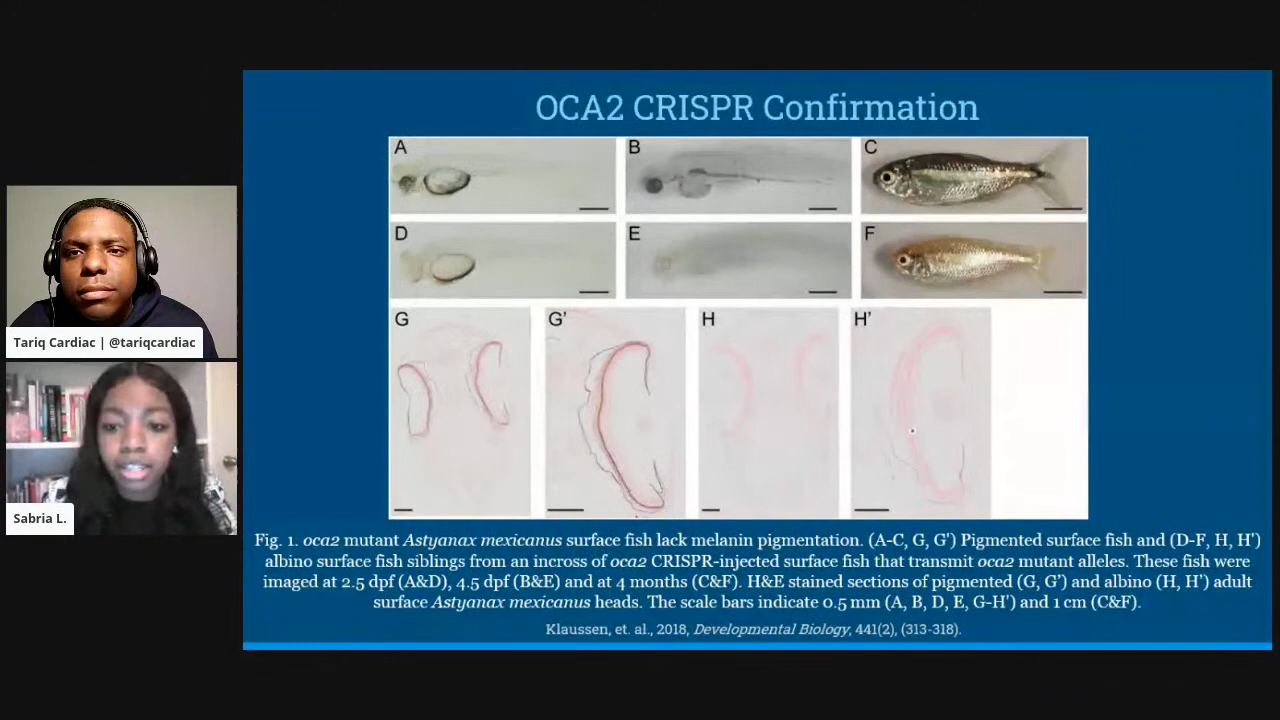 OCA2 CRISPR Confirmation
A
B
C
D
E
F
G
G'
H
H'
Tariq Cardiac | @tariqcardiac
Sabria L.
Fig. 1. oca2 mutant Astyanax mexicanus surface fish lack melanin pigmentation. (A-C, G, G') Pigmented surface fish and (D-F, H, H')
albino surface fish siblings from an incross of oca2 CRISPR-injected surface fish that transmit oca2 mutant alleles. These fish were
imaged at 2.5 dpf (A&D), 4.5 dpf (B&E) and at 4 months (C&F). H&E stained sections of pigmented (G, G') and albino (H, H') adult
surface Astyanax mexicanus heads. The scale bars indicate 0.5 mm (A, B, D, E, G-H') and 1 cm (C&F).
Klaussen, et. al., 2018, Developmental Biology, 441(2), (313-318).